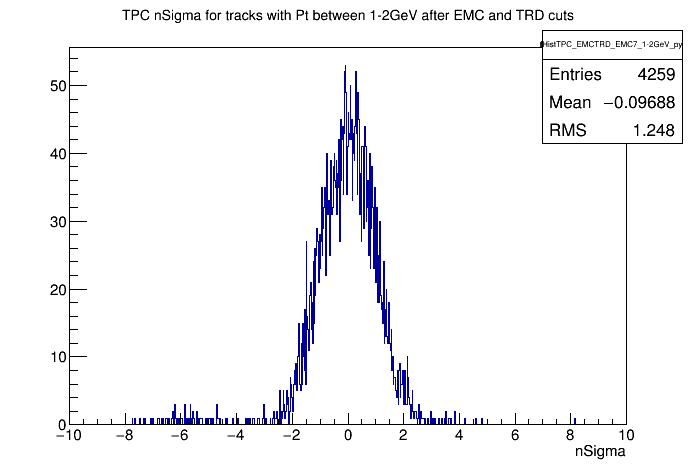 TPC nSigma for tracks with Pt between 1-2GeV after EMC and TRD cuts
HistTPC_EMCTRD_EMC7_1-2GeV_py
Entries 4259
Mean −0.09688
RMS 1.248
50
40
30
20
10
0
−10 −8 −6 −4 −2 0 2 4 6 8 10
nSigma